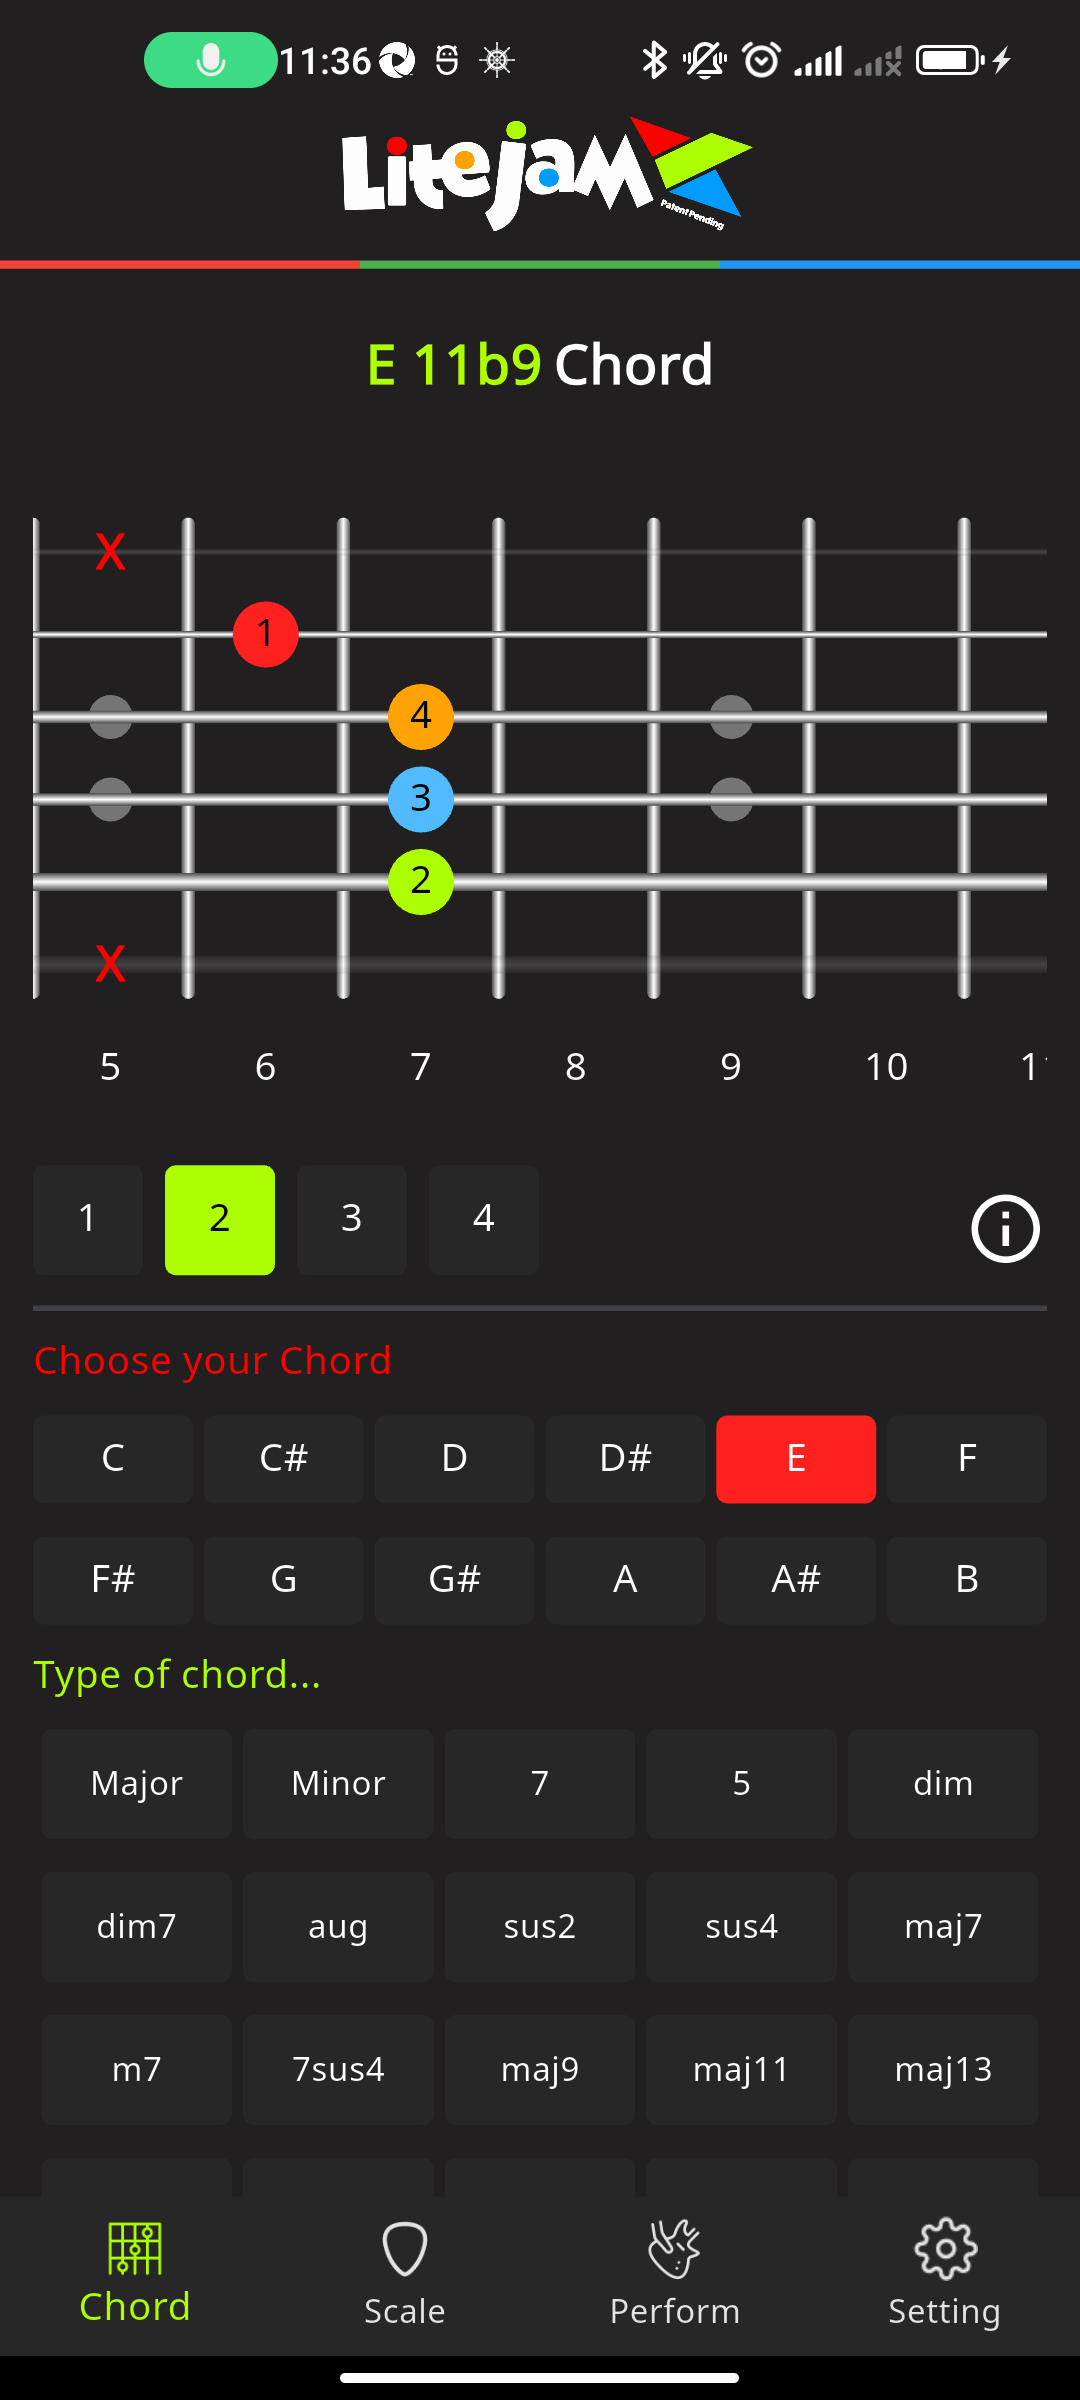 11:36
Litejam
Patent Pending
E 11b9 Chord
X
1
4
3
2
X
5 6 7 8 9 10
1 2 3 4
Choose your Chord
C C# D D# E F
F# G G# A A# B
Type of chord...
Major Minor 7 5 dim
dim7 aug sus2 sus4 maj7
m7 7sus4 maj9 maj11 maj13
Chord Scale Perform Setting